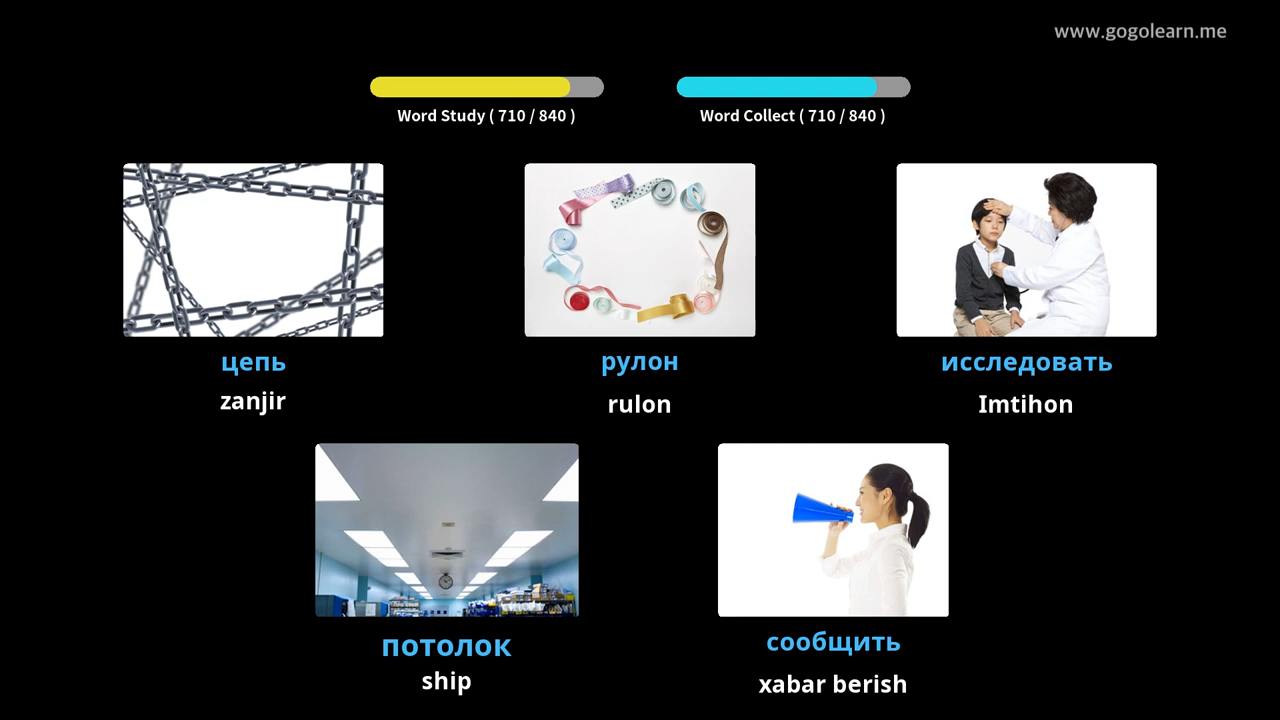 www.gogolearn.me
Word Study ( 710 / 840 )
Word Collect ( 710 / 840 )
цепь
zanjir
рулон
rulon
исследовать
Imtihon
потолок
ship
сообщить
xabar berish